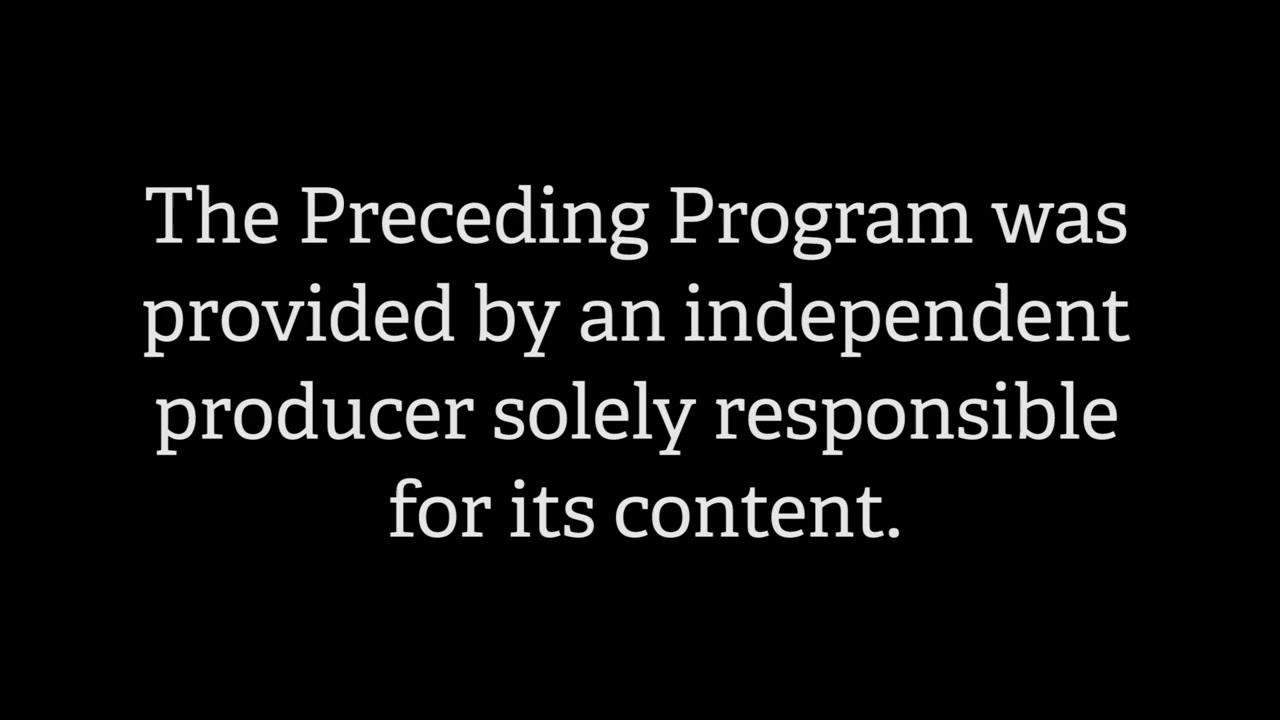 The Preceding Program was
provided by an independent
producer solely responsible
for its content.